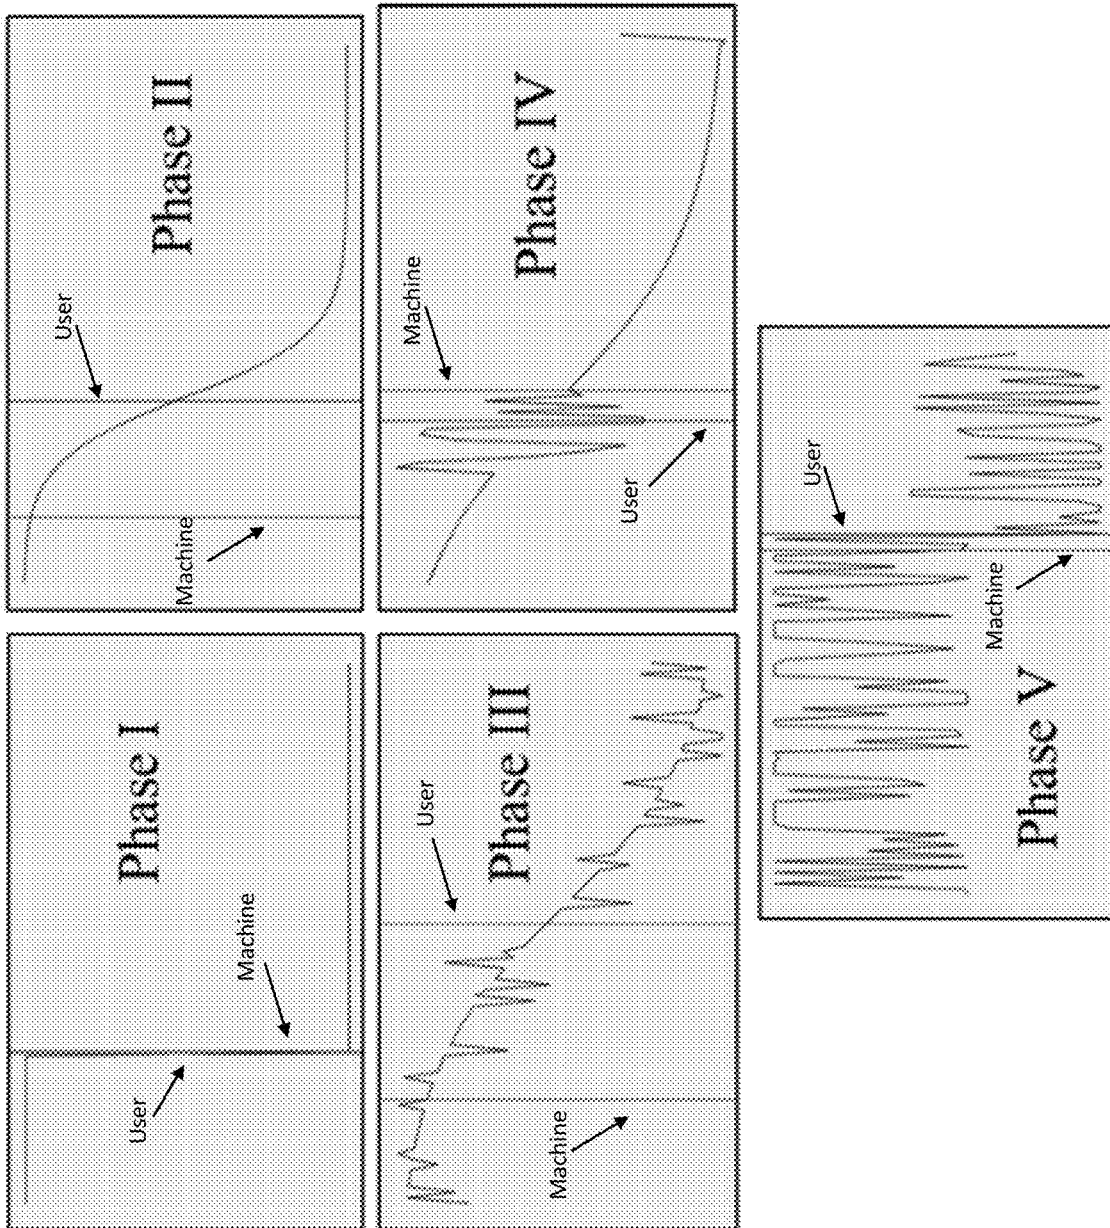 Phase I
User
Machine
Phase II
User
Machine
Phase III
User
Machine
Phase IV
Machine
User
Phase V
User
Machine